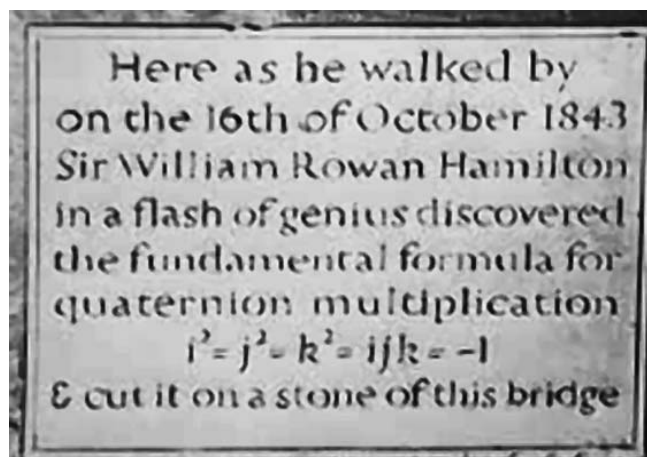 Here as he walked by
on the 16th of October 1843
Sir William Rowan Hamilton
in a flash of genius discovered
the fundamental formula for
quaternion multiplication
i² = j² = k² = ijk = -1
& cut it on a stone of this bridge